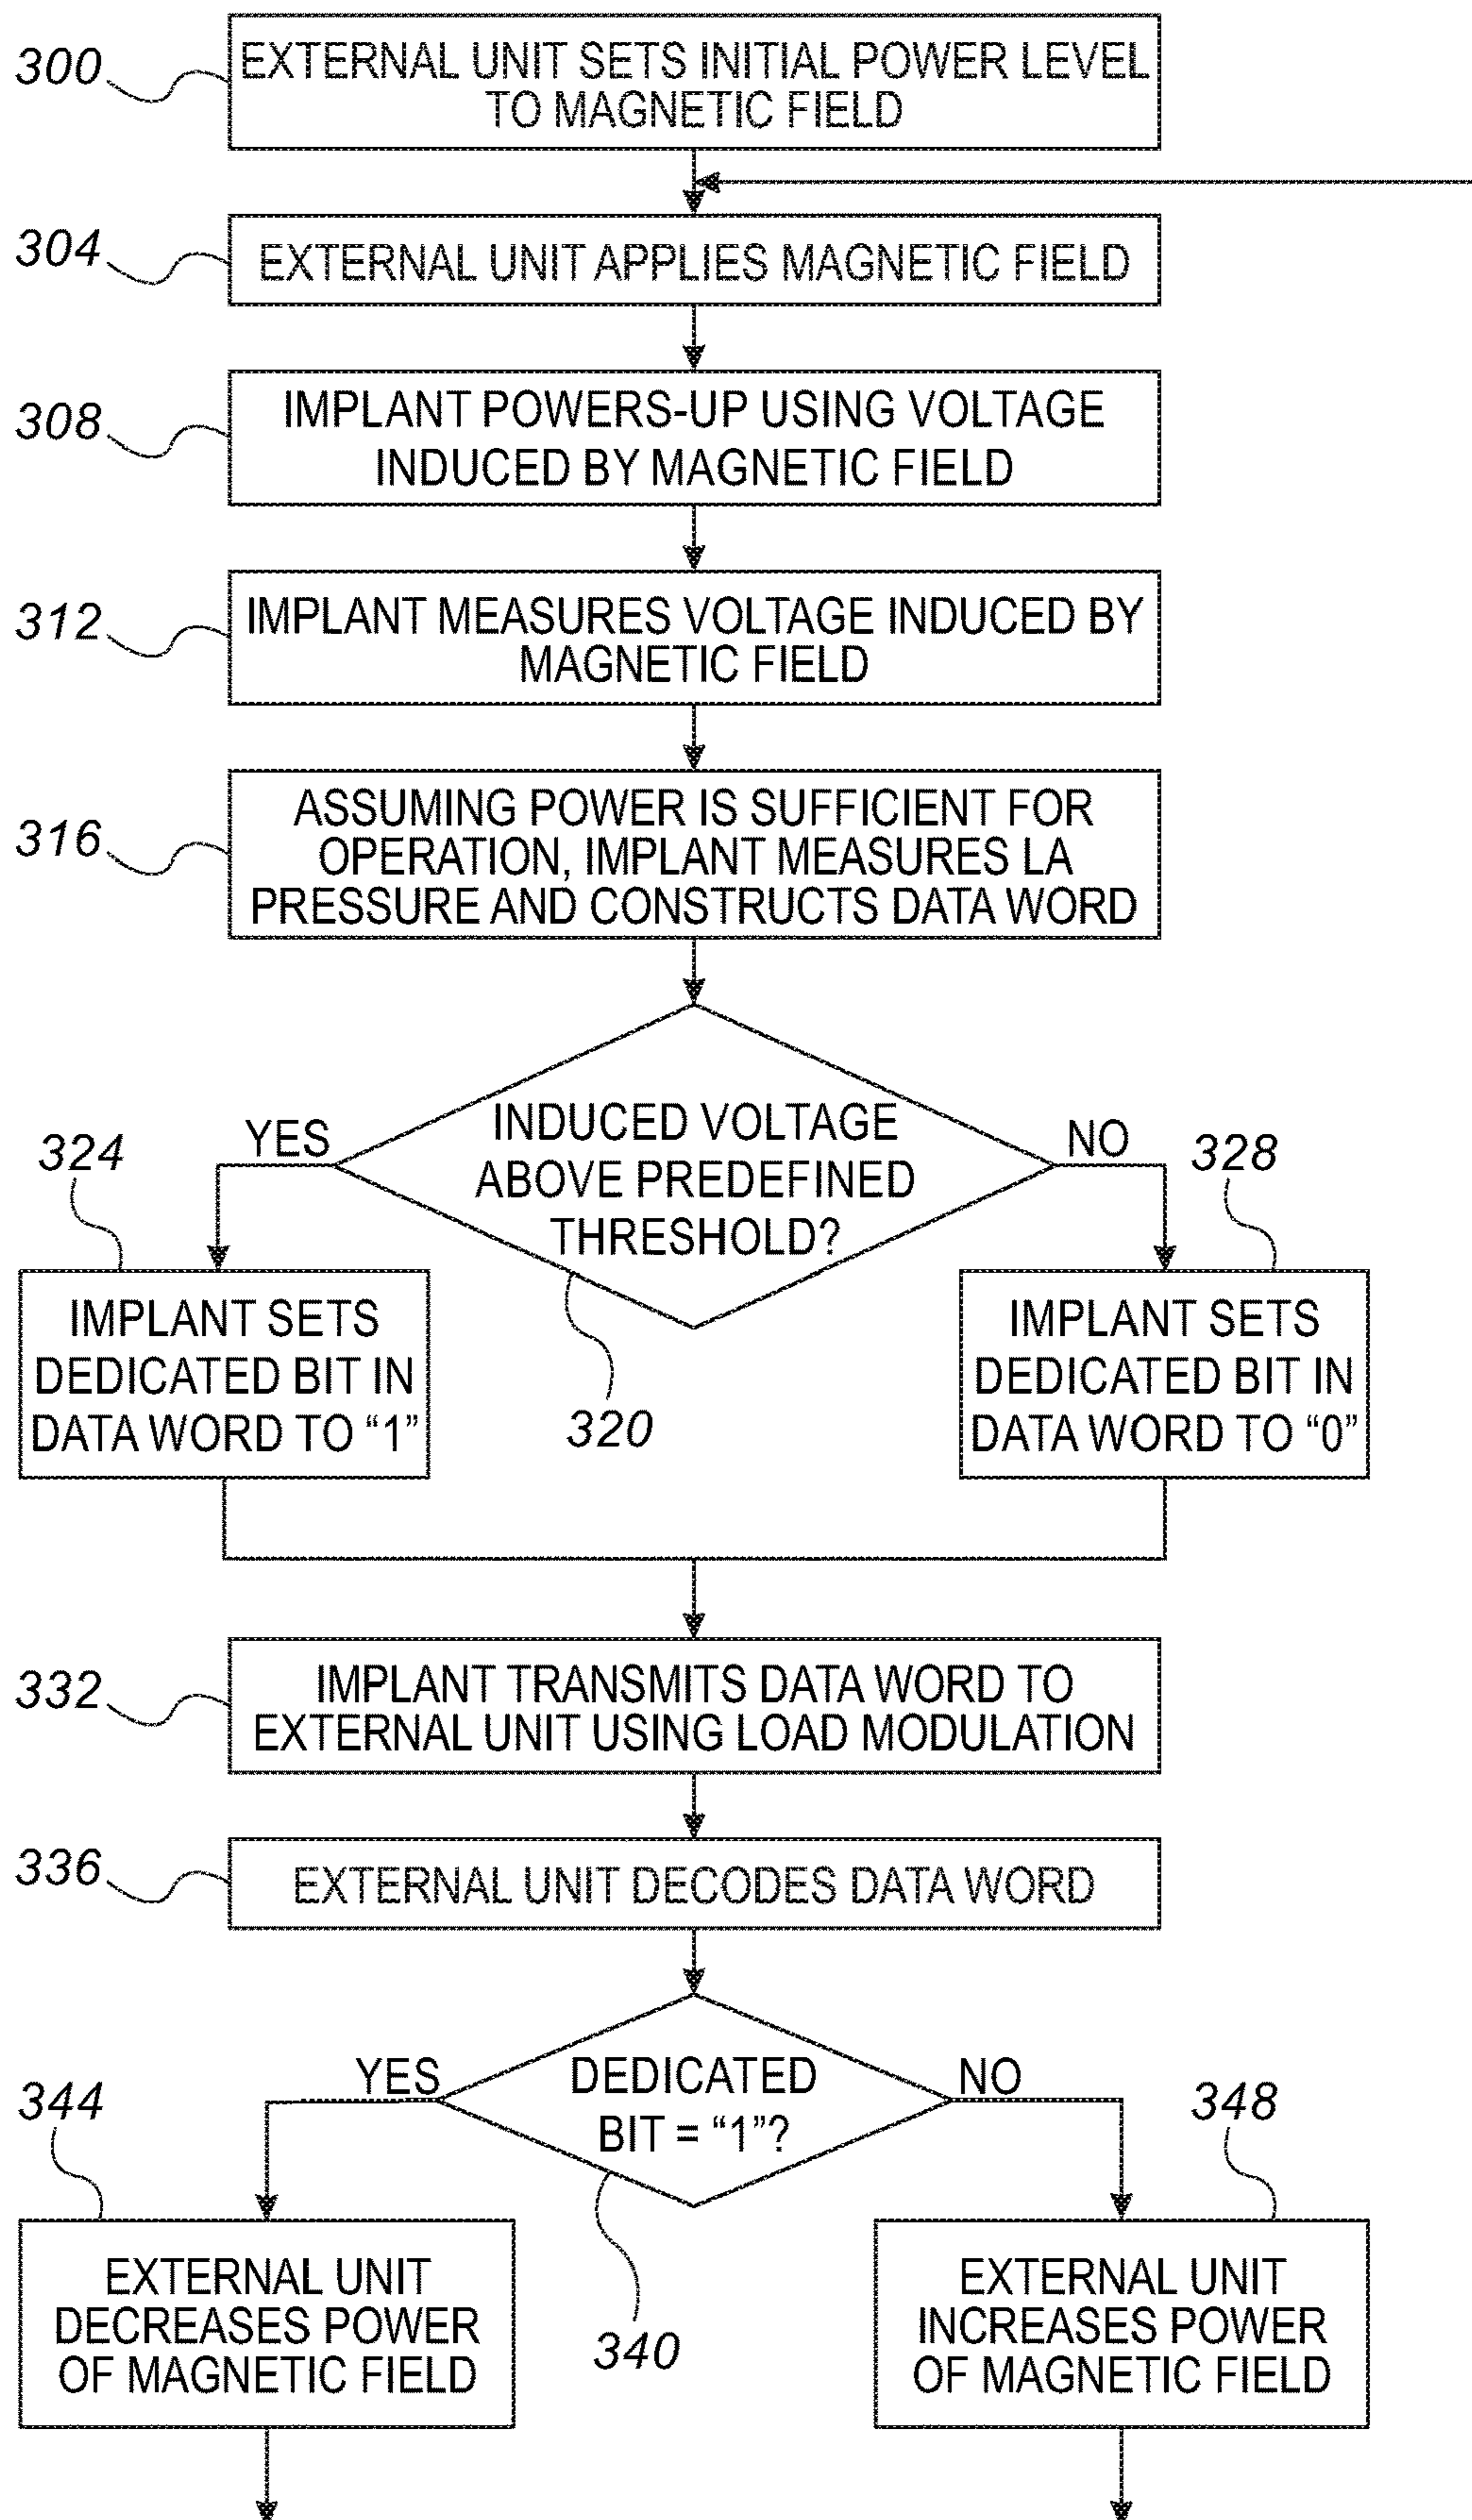 300
EXTERNAL UNIT SETS INITIAL POWER LEVEL
TO MAGNETIC FIELD
304
EXTERNAL UNIT APPLIES MAGNETIC FIELD
308
IMPLANT POWERS-UP USING VOLTAGE
INDUCED BY MAGNETIC FIELD
312
IMPLANT MEASURES VOLTAGE INDUCED BY
MAGNETIC FIELD
316
ASSUMING POWER IS SUFFICIENT FOR
OPERATION, IMPLANT MEASURES LA
PRESSURE AND CONSTRUCTS DATA WORD
INDUCED VOLTAGE
ABOVE PREDEFINED
THRESHOLD?
320
YES
NO
324
IMPLANT SETS
DEDICATED BIT IN
DATA WORD TO “1”
328
IMPLANT SETS
DEDICATED BIT IN
DATA WORD TO “0”
332
IMPLANT TRANSMITS DATA WORD TO
EXTERNAL UNIT USING LOAD MODULATION
336
EXTERNAL UNIT DECODES DATA WORD
DEDICATED
BIT = “1”?
340
YES
NO
344
EXTERNAL UNIT
DECREASES POWER
OF MAGNETIC FIELD
348
EXTERNAL UNIT
INCREASES POWER
OF MAGNETIC FIELD